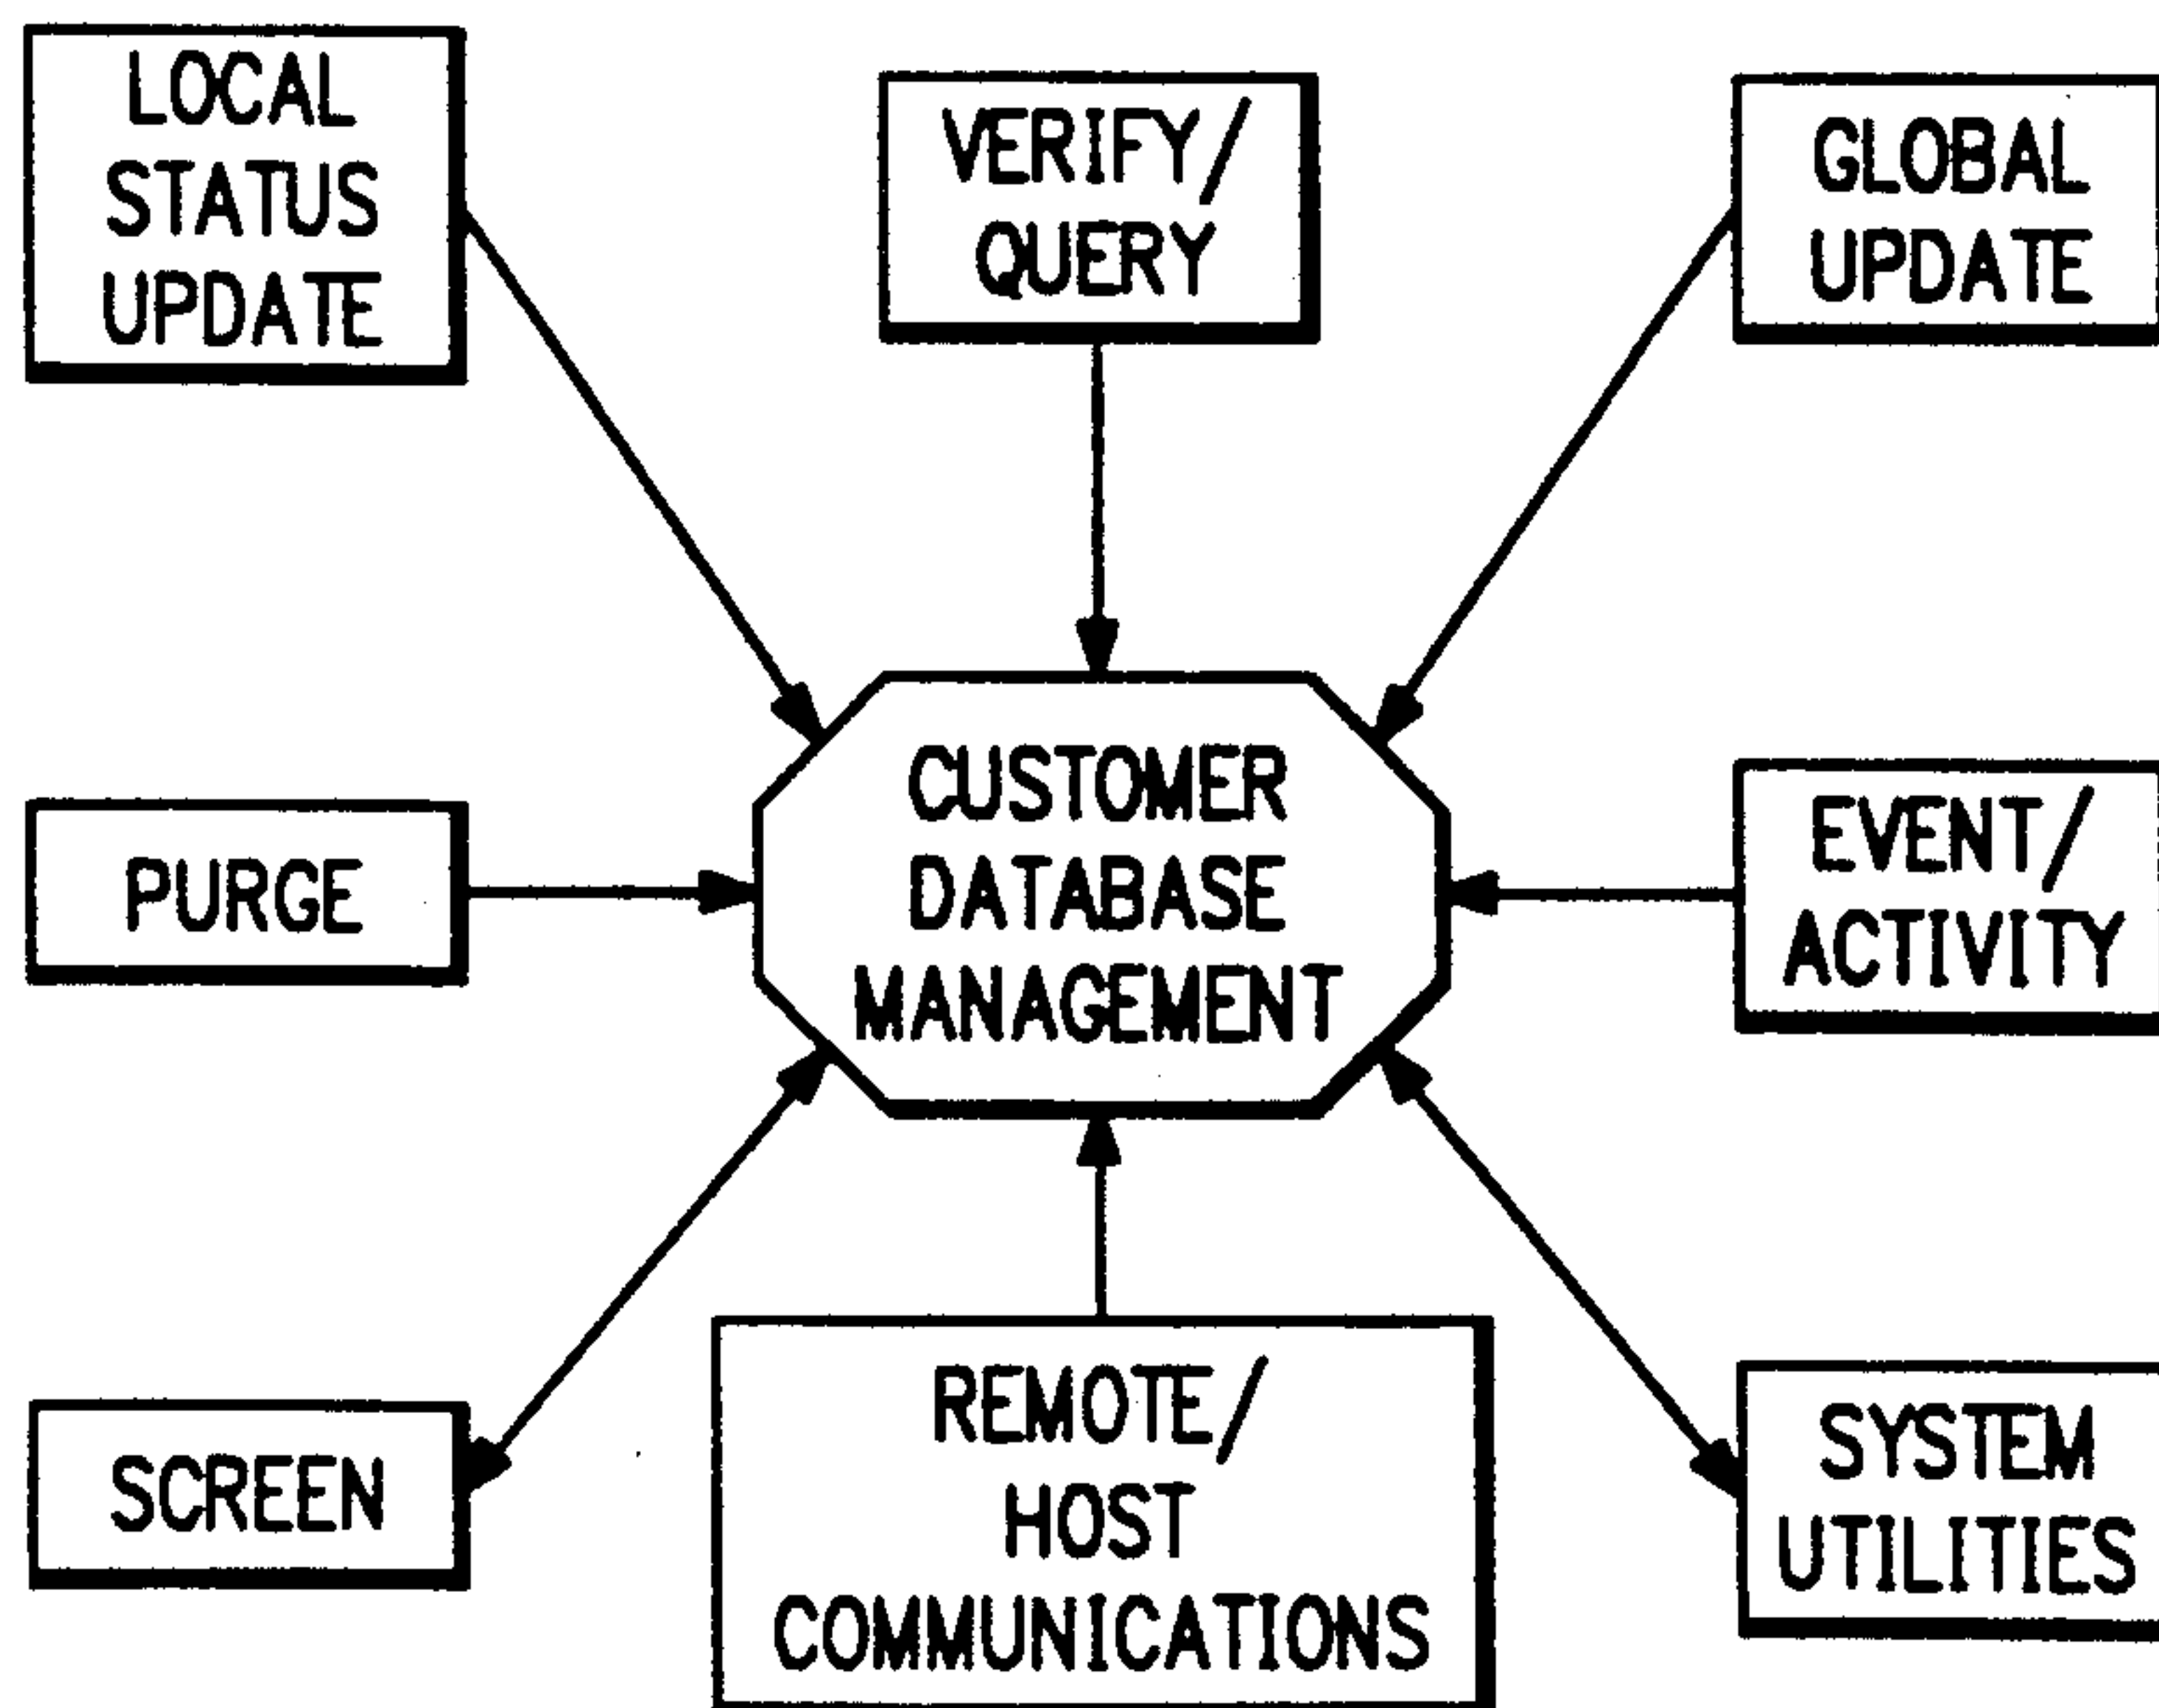 LOCAL
STATUS
UPDATE
VERIFY/
QUERY
GLOBAL
UPDATE
PURGE
CUSTOMER
DATABASE
MANAGEMENT
EVENT/
ACTIVITY
SCREEN
REMOTE/
HOST
COMMUNICATIONS
SYSTEM
UTILITIES